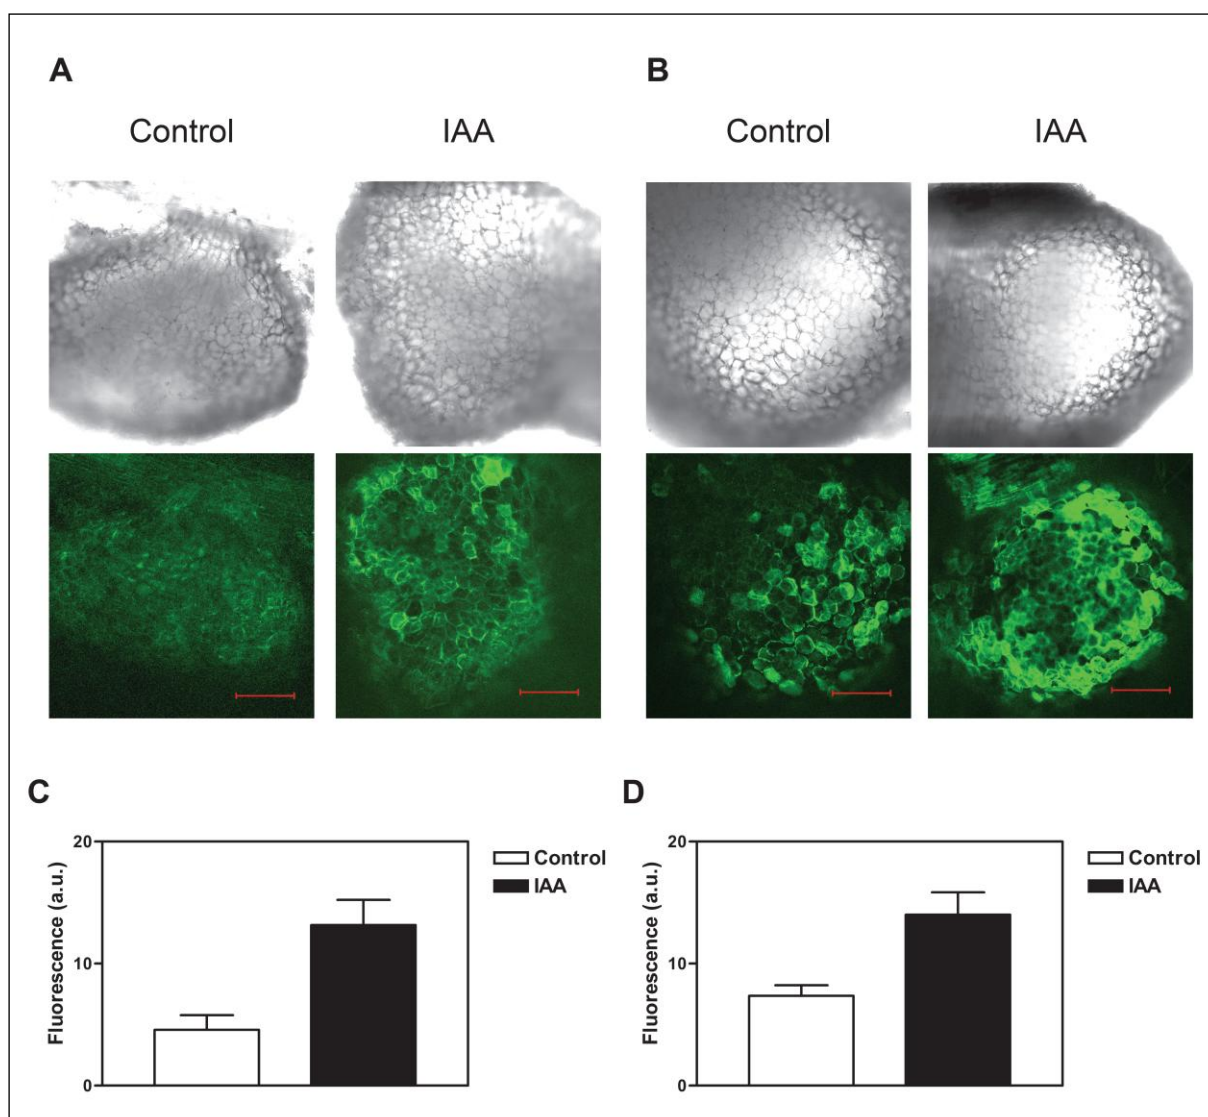 A
B
Control
IAA
Control
IAA
C
D
20
10
0
Fluorescence (a.u.)
Control
IAA
20
10
0
Fluorescence (a.u.)
Control
IAA